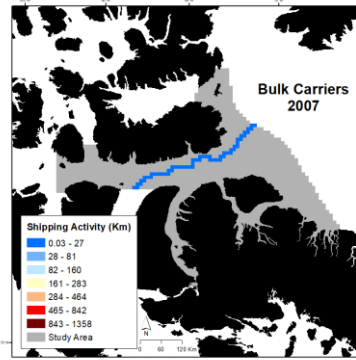 Bulk Carriers
2007
Shipping Activity (Km)
0.03 - 27
28 - 81
82 - 160
161 - 283
284 - 464
465 - 842
843 - 1358
Study Area
N
0 60 120 Km